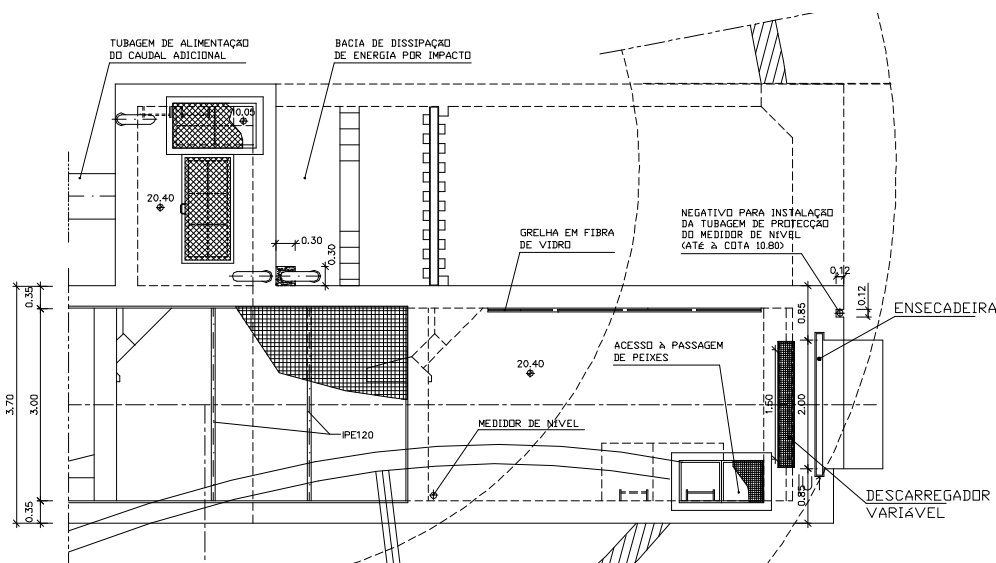 TUBAGEM DE ALIMENTAÇÃO
DO CAUDAL ADICIONAL
BACIA DE DISSIPAÇÃO
DE ENERGIA POR IMPACTO
10.05
20.40
0.30
0.30
GRELHA EM FIBRA
DE VIDRO
NEGATIVO PARA INSTALAÇÃO
DA TUBAGEM DE PROTECÇÃO
DO MEDIDOR DE NíVEL
(ATÉ À COTA 10.80)
0.12
0.12
0.35
0.85
ENSECADEIRA
ACESSO À PASSAGEM
DE PEIXES
20.40
3.70
3.00
1.60
2.00
IPE120
MEDIDOR DE NíVEL
0.35
0.85
DESCARREGADOR
VARIÁVEL